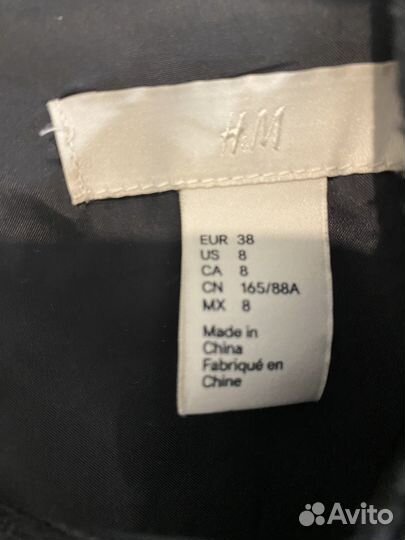 H&M
EUR 38
US 8
CA 8
CN 165/88A
MX 8
Made in
China
Fabriqué en
Chine
Avito